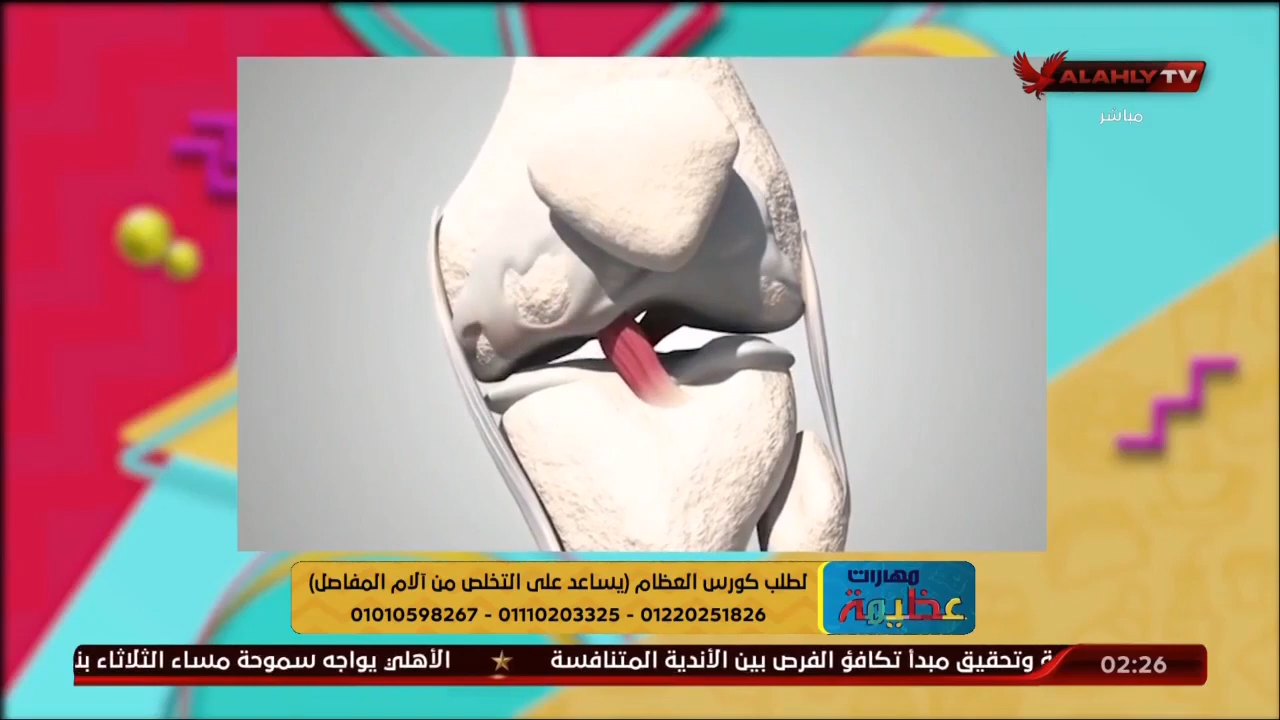 ALAHLY TV
مباشر
مهارات
عظيمة
لطلب كورس العظام (يساعد على التخلص من آلام المفاصل)
01010598267 - 01110203325 - 01220251826
وتحقيق مبدأ تكافؤ الفرص بين الأندية المتنافسة ★ الأهلي يواجه سموحة مساء الثلاثاء
02:26